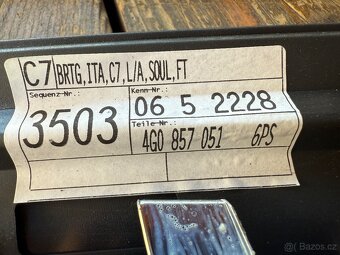 C7 BRTG,ITA,C7,L/A,SOUL,FT
Sequenz Nr.: Kenn Nr.:
3503 06 5 2228
Teile Nr.:
4G0 857 051 6PS
Bazos.cz